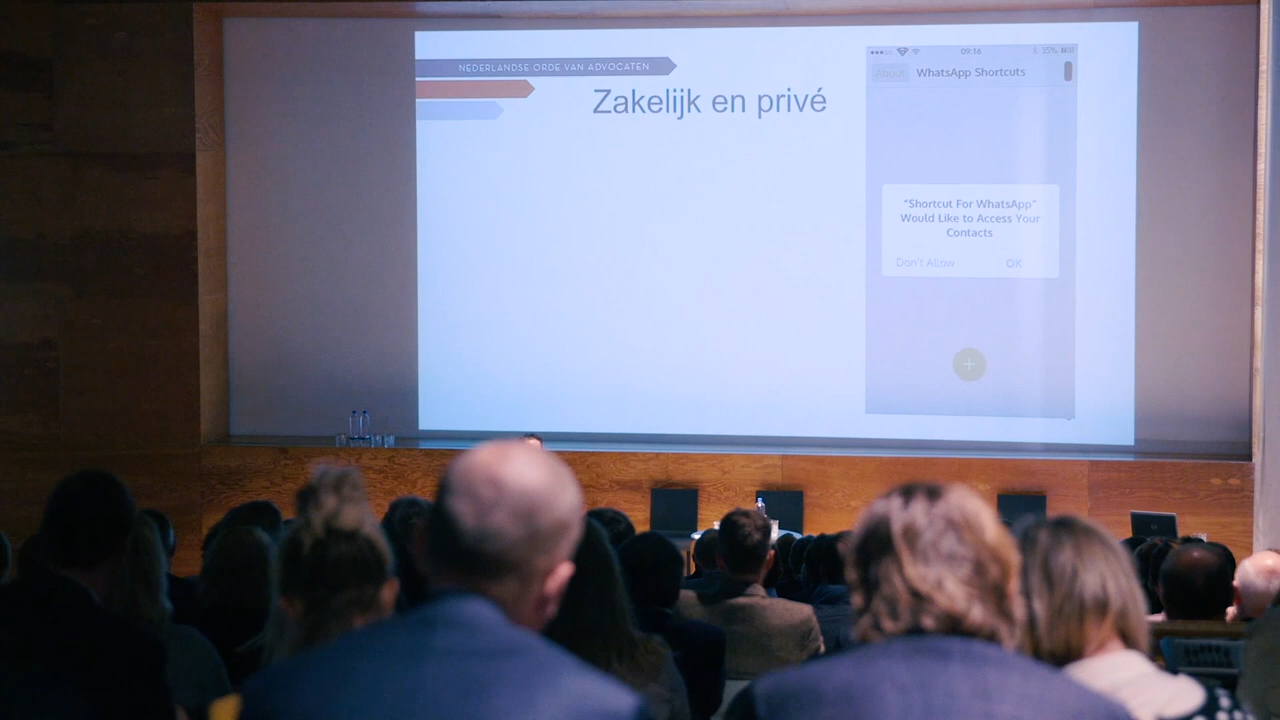 NEDERLANDSE ORDE VAN ADVOCATEN
Zakelijk en privé
09:16
35%
About
WhatsApp Shortcuts
"Shortcut For WhatsApp"
Would Like to Access Your
Contacts
Don't Allow
OK